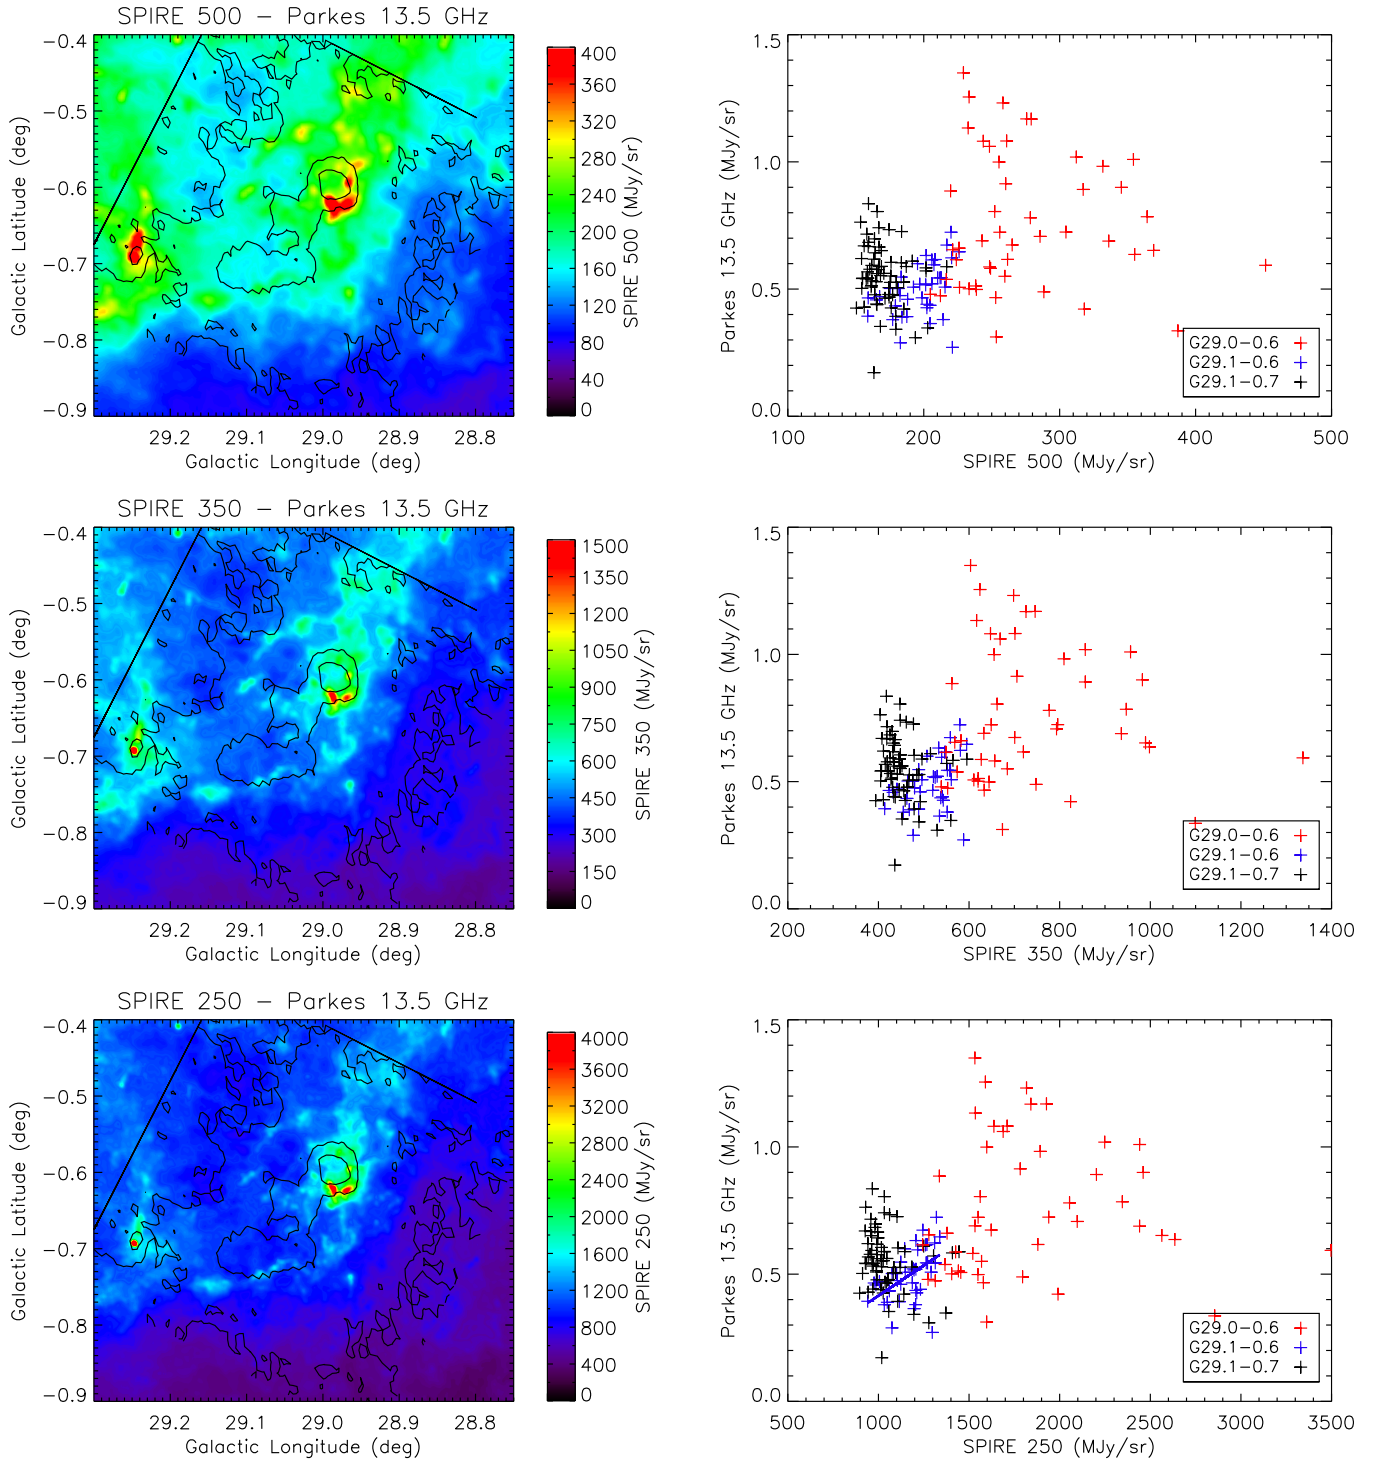 SPIRE 500 − Parkes 13.5 GHz
−0.4
−0.5
−0.6
−0.7
−0.8
−0.9
Galactic Latitude (deg)
29.2 29.1 29.0 28.9 28.8
Galactic Longitude (deg)
400
360
320
280
240
200
160
120
80
40
0
SPIRE 500 (MJy/sr)
1.5
1.0
0.5
0.0
Parkes 13.5 GHz (MJy/sr)
G29.0−0.6
G29.1−0.6
G29.1−0.7
100 200 300 400 500
SPIRE 500 (MJy/sr)
SPIRE 350 − Parkes 13.5 GHz
−0.4
−0.5
−0.6
−0.7
−0.8
−0.9
Galactic Latitude (deg)
29.2 29.1 29.0 28.9 28.8
Galactic Longitude (deg)
1500
1350
1200
1050
900
750
600
450
300
150
0
SPIRE 350 (MJy/sr)
1.5
1.0
0.5
0.0
Parkes 13.5 GHz (MJy/sr)
G29.0−0.6
G29.1−0.6
G29.1−0.7
200 400 600 800 1000 1200 1400
SPIRE 350 (MJy/sr)
SPIRE 250 − Parkes 13.5 GHz
−0.4
−0.5
−0.6
−0.7
−0.8
−0.9
Galactic Latitude (deg)
29.2 29.1 29.0 28.9 28.8
Galactic Longitude (deg)
4000
3600
3200
2800
2400
2000
1600
1200
800
400
0
SPIRE 250 (MJy/sr)
1.5
1.0
0.5
0.0
Parkes 13.5 GHz (MJy/sr)
G29.0−0.6
G29.1−0.6
G29.1−0.7
500 1000 1500 2000 2500 3000 3500
SPIRE 250 (MJy/sr)